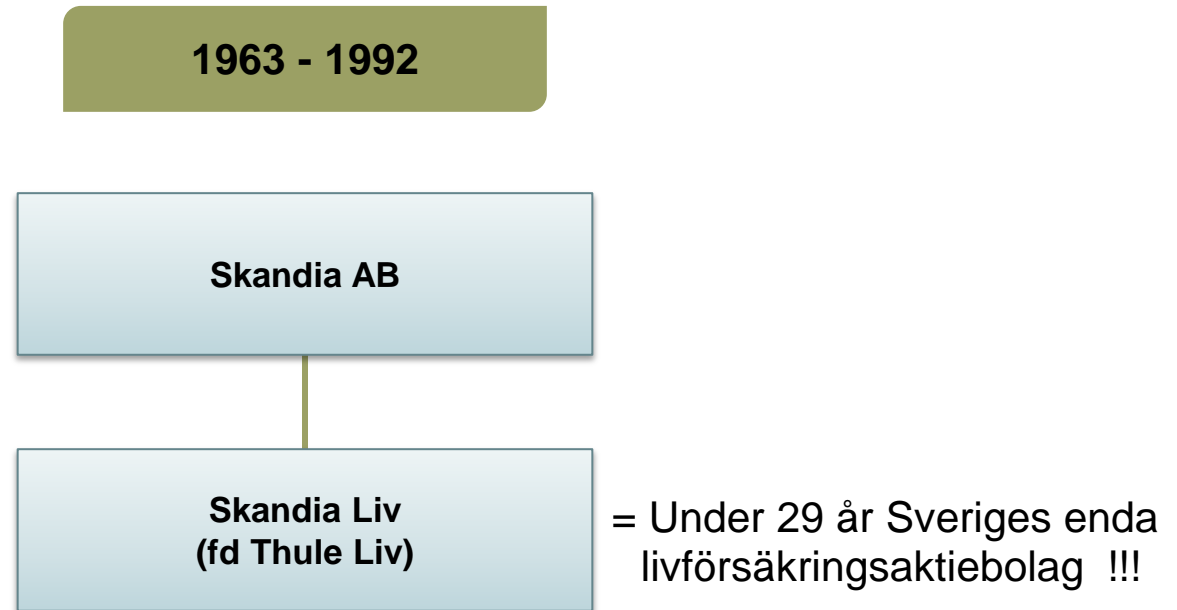 1963 - 1992
Skandia AB
Skandia Liv
(fd Thule Liv)
= Under 29 år Sveriges enda
livförsäkringsaktiebolag !!!